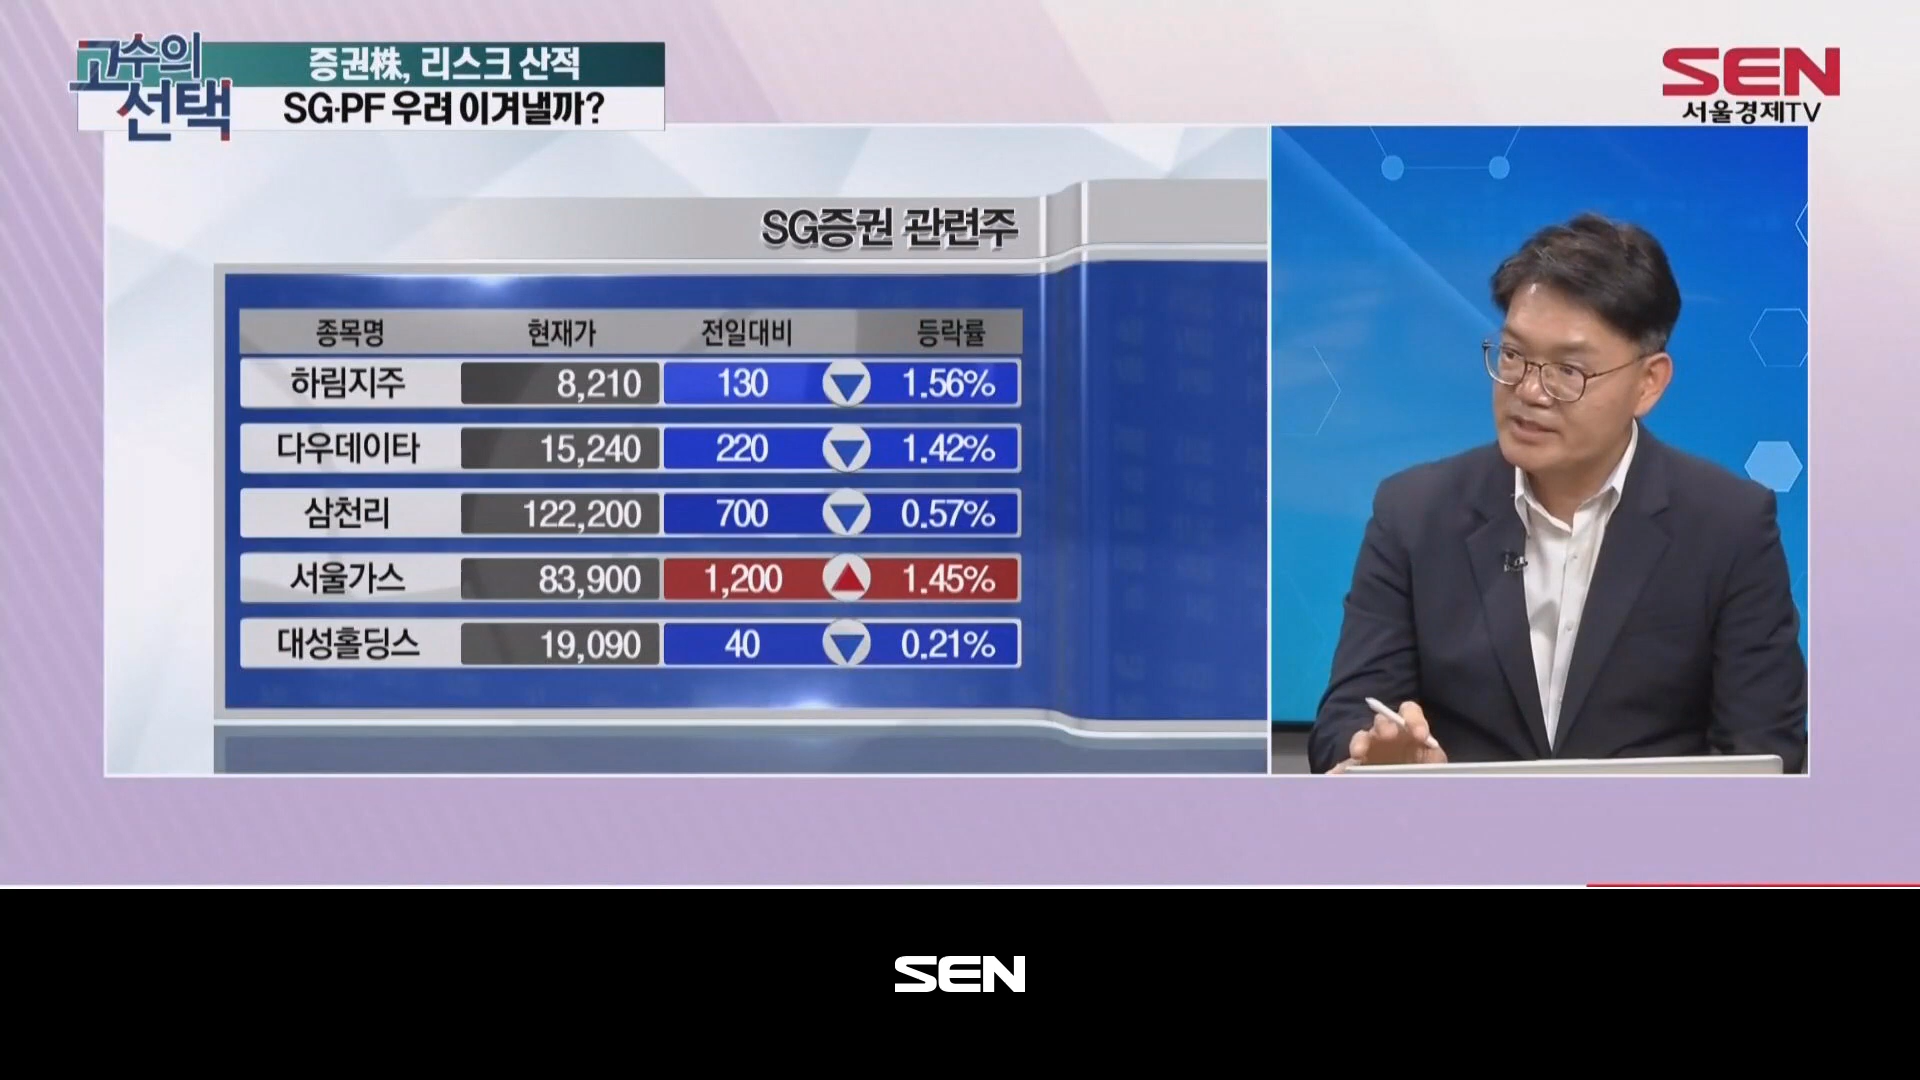 고수의
선택
증권株, 리스크 산적
SG·PF 우려 이겨낼까?
SEN
서울경제TV
SG증권 관련주
종목명 현재가 전일대비 등락률
하림지주 8,210 130 ▼ 1.56%
다우데이타 15,240 220 ▼ 1.42%
삼천리 122,200 700 ▼ 0.57%
서울가스 83,900 1,200 ▲ 1.45%
대성홀딩스 19,090 40 ▼ 0.21%
SEN